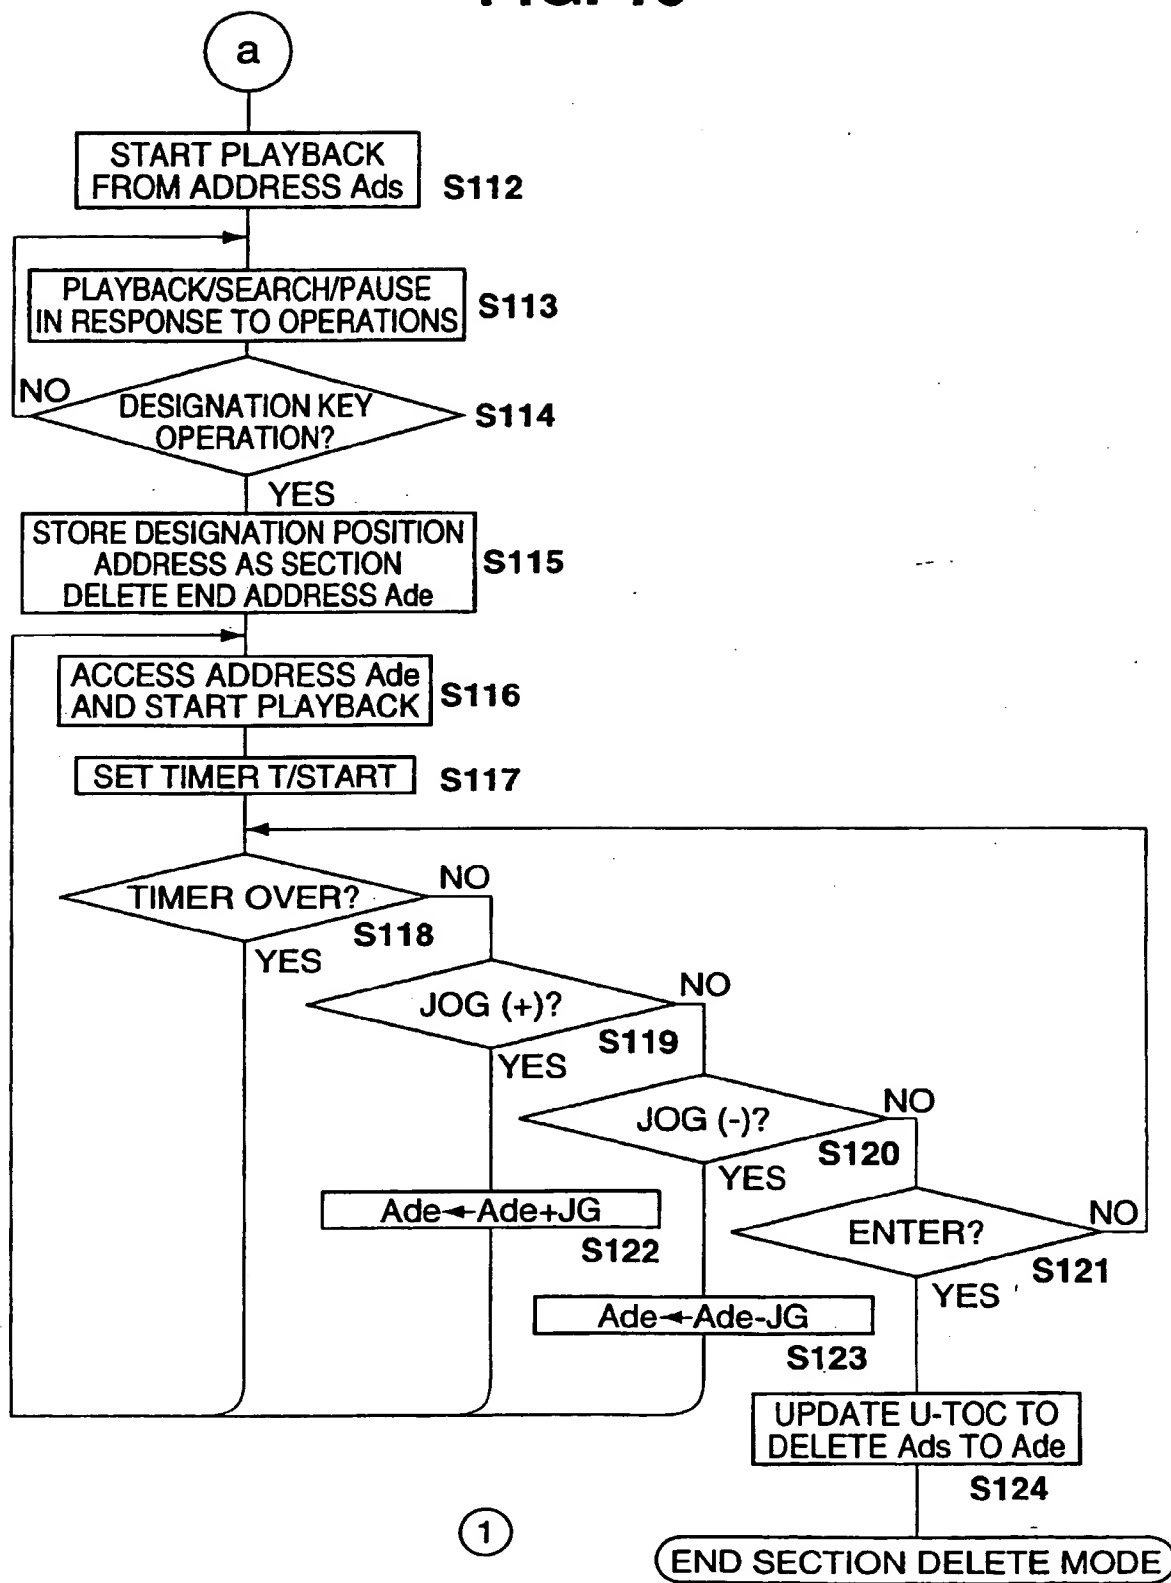 a
START PLAYBACK
FROM ADDRESS Ads
S112
PLAYBACK/SEARCH/PAUSE
IN RESPONSE TO OPERATIONS
S113
NO
DESIGNATION KEY
OPERATION?
S114
YES
STORE DESIGNATION POSITION
ADDRESS AS SECTION
DELETE END ADDRESS Ade
S115
ACCESS ADDRESS Ade
AND START PLAYBACK
S116
SET TIMER T/START
S117
TIMER OVER?
NO
S118
YES
JOG (+)?
NO
S119
YES
JOG (-)?
NO
S120
YES
Ade←Ade+JG
S122
ENTER?
NO
S121
YES
Ade←Ade-JG
S123
UPDATE U-TOC TO
DELETE Ads TO Ade
S124
1
END SECTION DELETE MODE